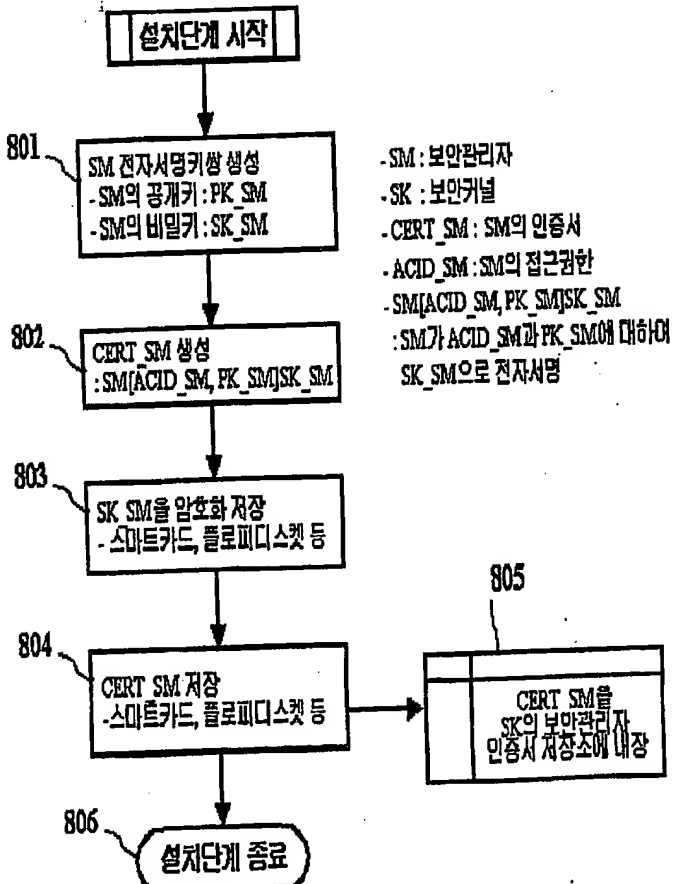 설치단계 시작
801
SM 전자서명키쌍 생성
-SM의 공개키 : PK_SM
-SM의 비밀키 : SK_SM
-SM : 보안관리자
-SK : 보안커널
-CERT_SM : SM의 인증서
-ACID_SM : SM의 접근권한
-SM[ACID_SM, PK_SM]SK_SM
:SM가 ACID_SM과 PK_SM에 대하여
SK_SM으로 전자서명
802
CERT_SM 생성
: SM[ACID_SM, PK_SM]SK_SM
803
SK_SM을 암호화 저장
- 스마트카드, 플로피디스켓 등
804
CERT_SM 저장
-스마트카드, 플로피디스켓 등
805
CERT_SM을
SK의 보안관리자
인증서 저장소에 내장
806
설치단계 종료